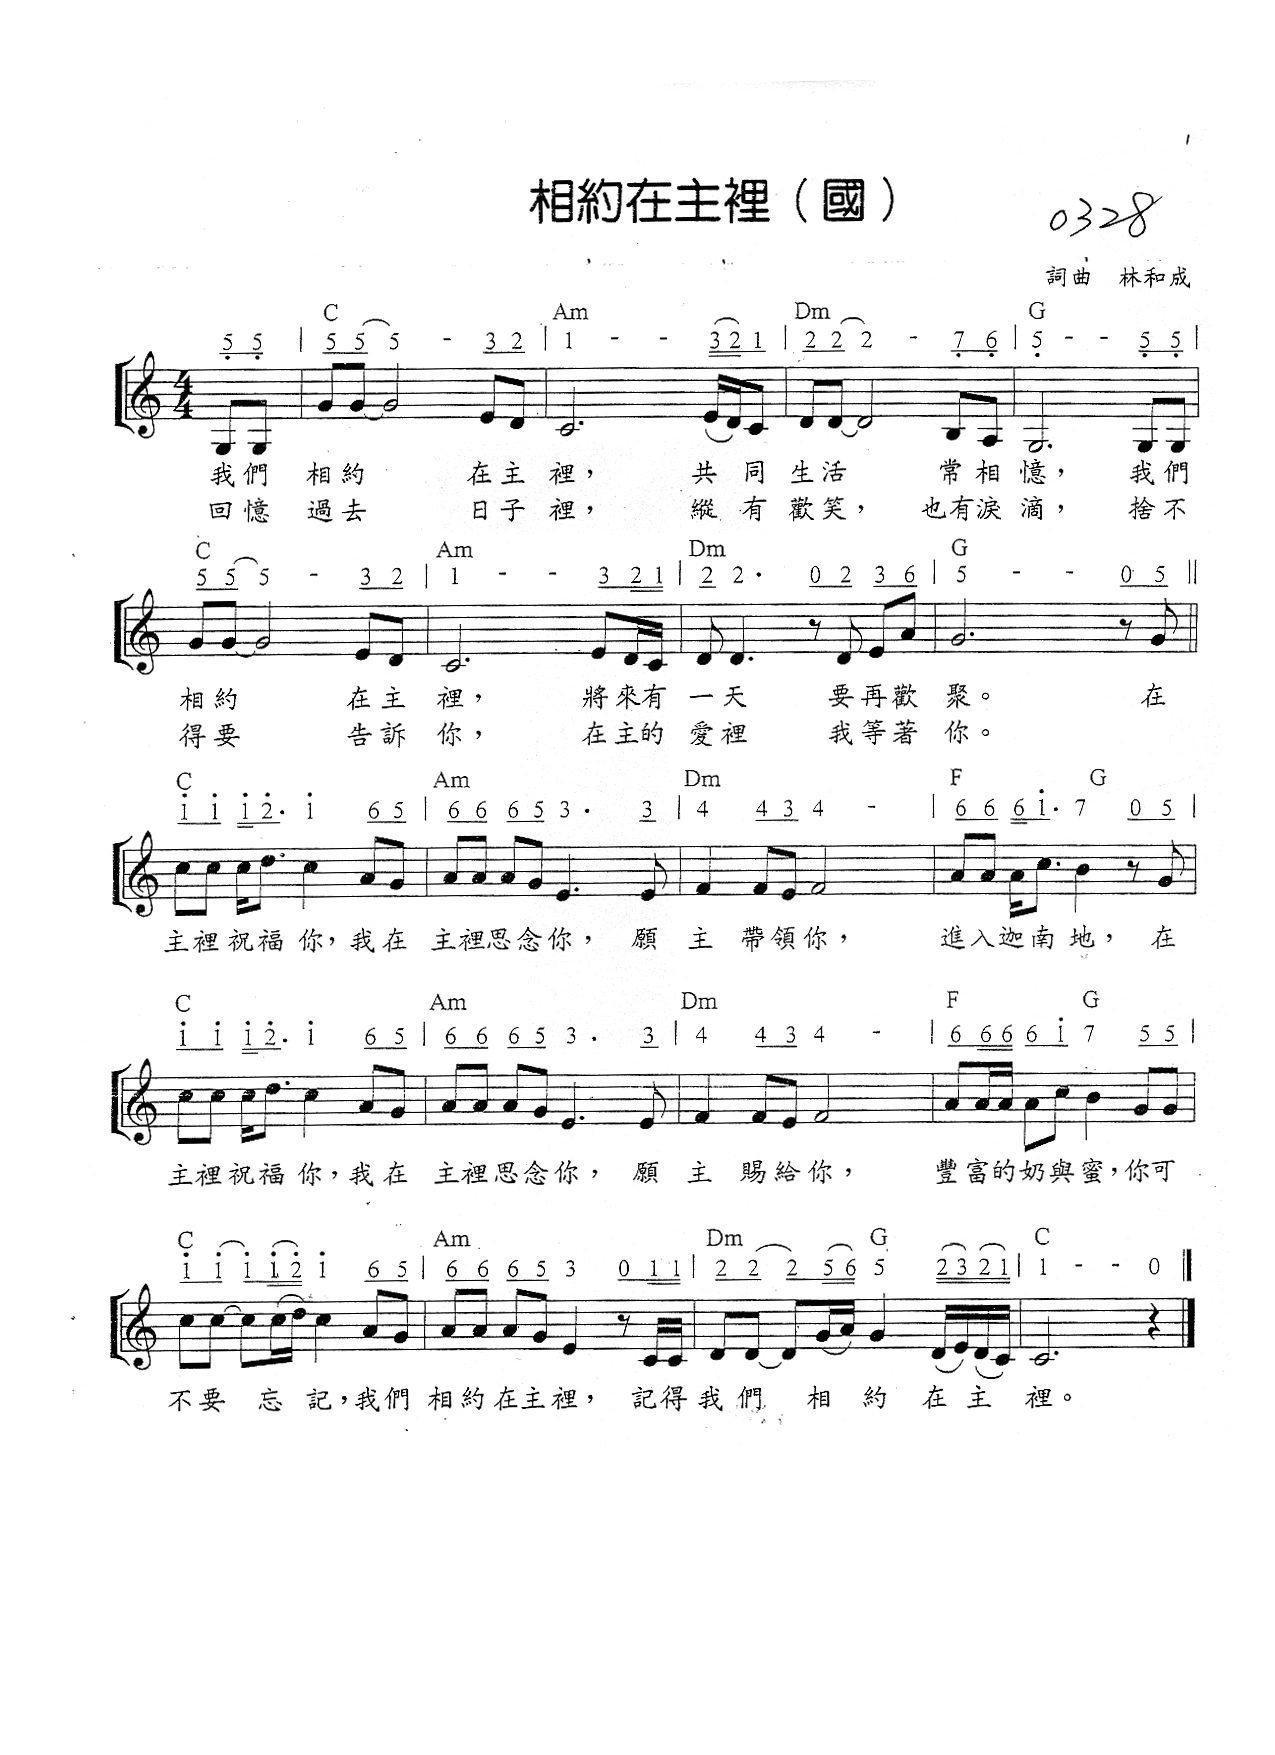 相約在主裡（國）
0328
詞曲 林和成
C Am Dm G
5 5 | 5 5 5 - 3 2 | 1 - - 3 2 1 | 2 2 2 - 7 6 | 5 - - 5 5 |
我們 相約 在主 裡， 共 同 生活 常相 憶， 我們
回憶 過去 日子 裡， 縱 有 歡笑， 也有淚 滴， 捨不
C Am Dm G
5 5 5 - 3 2 | 1 - - 3 2 1 | 2 2 · 0 2 3 6 | 5 - - 0 5 ||
相約 在主 裡， 將來有 一天 要再歡 聚。 在
得要 告訴 你， 在主的 愛裡 我等著 你。
C Am Dm F G
1 1 1 2 · 1 6 5 | 6 6 6 5 3 · 3 | 4 4 3 4 - | 6 6 6 1 · 7 0 5 |
主裡祝福你，我在 主裡思念你， 願 主 帶領你， 進入迦南地， 在
C Am Dm F G
1 1 1 2 · 1 6 5 | 6 6 6 5 3 · 3 | 4 4 3 4 - | 6 6 6 6 1 7 5 5 |
主裡祝福你，我在 主裡思念你， 願 主 賜給你， 豐富的奶與蜜，你可
C Am Dm G C
1 1 1 1 2 1 6 5 | 6 6 6 5 3 0 1 1 | 2 2 2 5 6 5 2 3 2 1 | 1 - - 0 ||
不要 忘 記，我們 相約在主裡， 記得我們 相 約 在 主 裡。